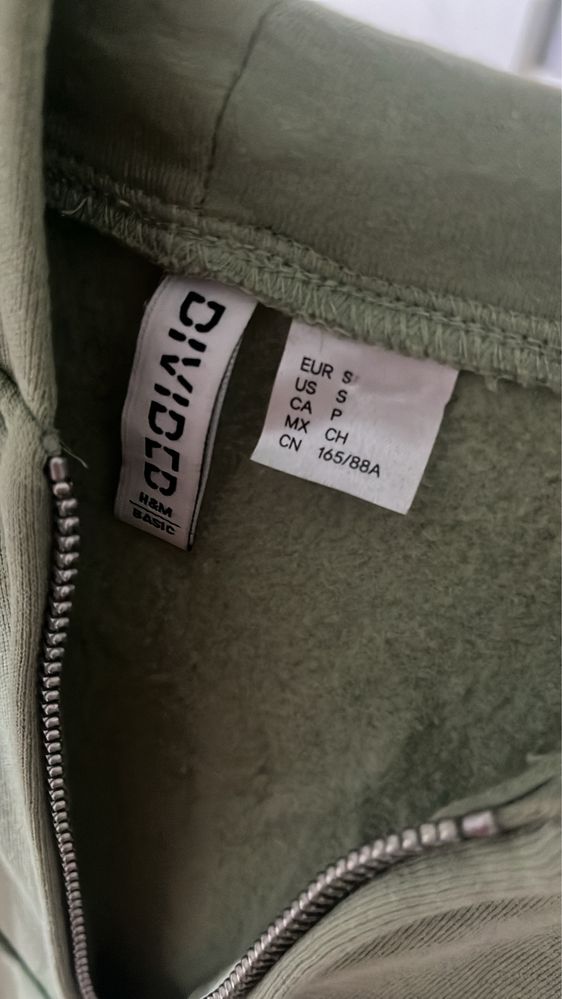 DIVIDED
H&M
BASIC
EUR S
US S
CA P
MX CH
CN 165/88A